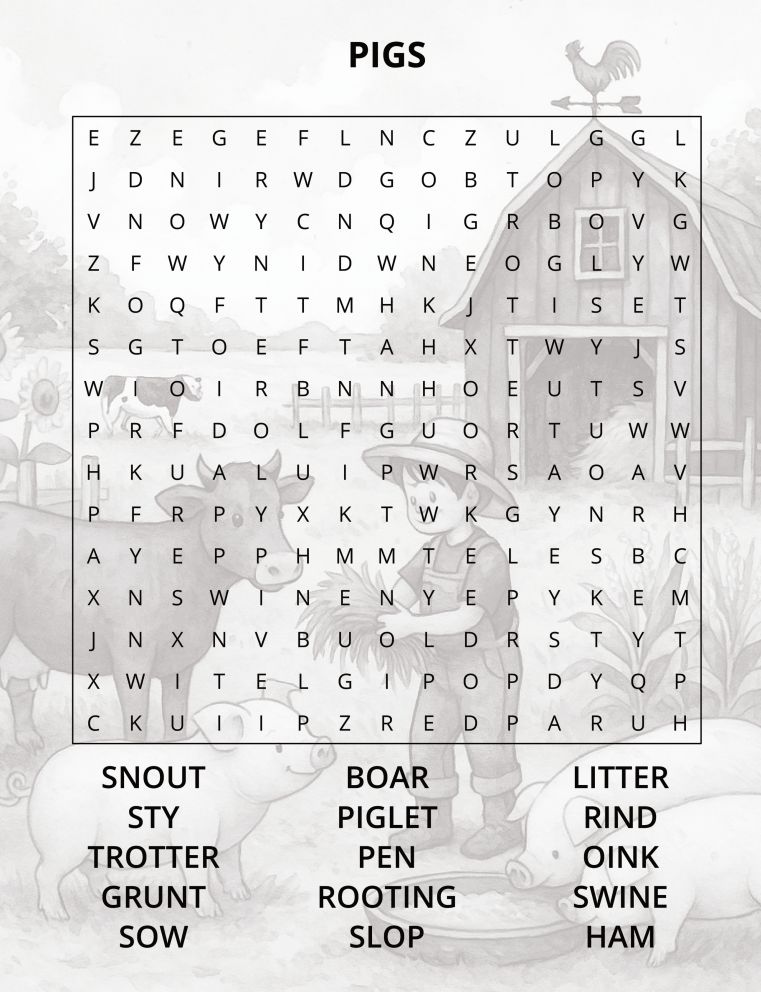 PIGS
E Z E G E F L N C Z U L G G L
J D N I R W D G O B T O P Y K
V N O W Y C N Q I G R B O V G
Z F W Y N I D W N E O G L Y W
K O Q F T T M H K J T I S E T
S G T O E F T A H X T W Y J S
W I O I R B N N H O E U T S V
P R F D O L F G U O R T U W W
H K U A L U I P W R S A O A V
P F R P Y X K T W K G Y N R H
A Y E P P H M M T E L E S B C
X N S W I N E N Y E P Y K E M
J N X N V B U O L D R S T Y T
X W I T E L G I P O P D Y Q P
C K U I I P Z R E D P A R U H
SNOUT BOAR LITTER
STY PIGLET RIND
TROTTER PEN OINK
GRUNT ROOTING SWINE
SOW SLOP HAM